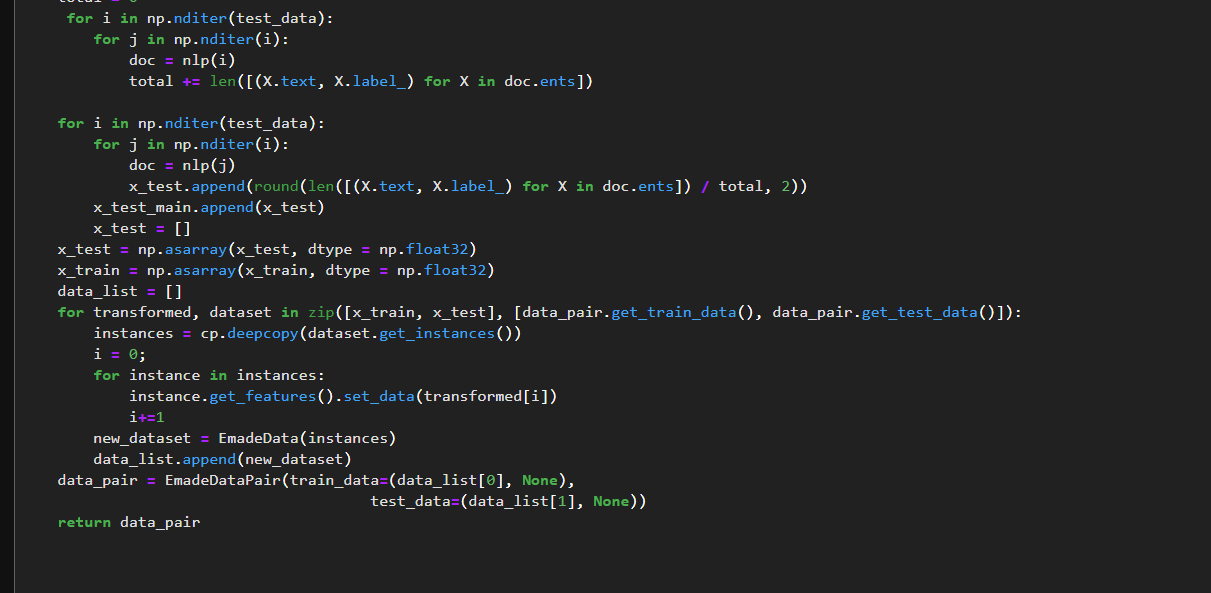 total = 0
 for i in np.nditer(test_data):
    for j in np.nditer(i):
        doc = nlp(i)
        total += len([(X.text, X.label_) for X in doc.ents])

for i in np.nditer(test_data):
    for j in np.nditer(i):
        doc = nlp(j)
        x_test.append(round(len([(X.text, X.label_) for X in doc.ents]) / total, 2))
    x_test_main.append(x_test)
    x_test = []
x_test = np.asarray(x_test, dtype = np.float32)
x_train = np.asarray(x_train, dtype = np.float32)
data_list = []
for transformed, dataset in zip([x_train, x_test], [data_pair.get_train_data(), data_pair.get_test_data()]):
    instances = cp.deepcopy(dataset.get_instances())
    i = 0;
    for instance in instances:
        instance.get_features().set_data(transformed[i])
        i+=1
    new_dataset = EmadeData(instances)
    data_list.append(new_dataset)
data_pair = EmadeDataPair(train_data=(data_list[0], None),
                                   test_data=(data_list[1], None))
return data_pair